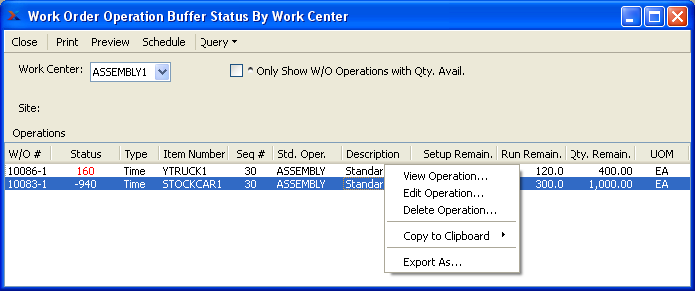 Work Order Operation Buffer Status By Work Center
Close Print Preview Schedule Query
Work Center: ASSEMBLY1 * Only Show W/O Operations with Qty. Avail.
Site:
Operations
W/O # Status Type Item Number Seq # Std. Oper. Description Setup Remain. Run Remain. Qty. Remain. UOM
10086-1 160 Time YTRUCK1 30 ASSEMBLY Standar 120.0 400.00 EA
10083-1 -940 Time STOCKCAR1 30 ASSEMBLY Standar 300.0 1,000.00 EA
View Operation...
Edit Operation...
Delete Operation...
Copy to Clipboard
Export As...